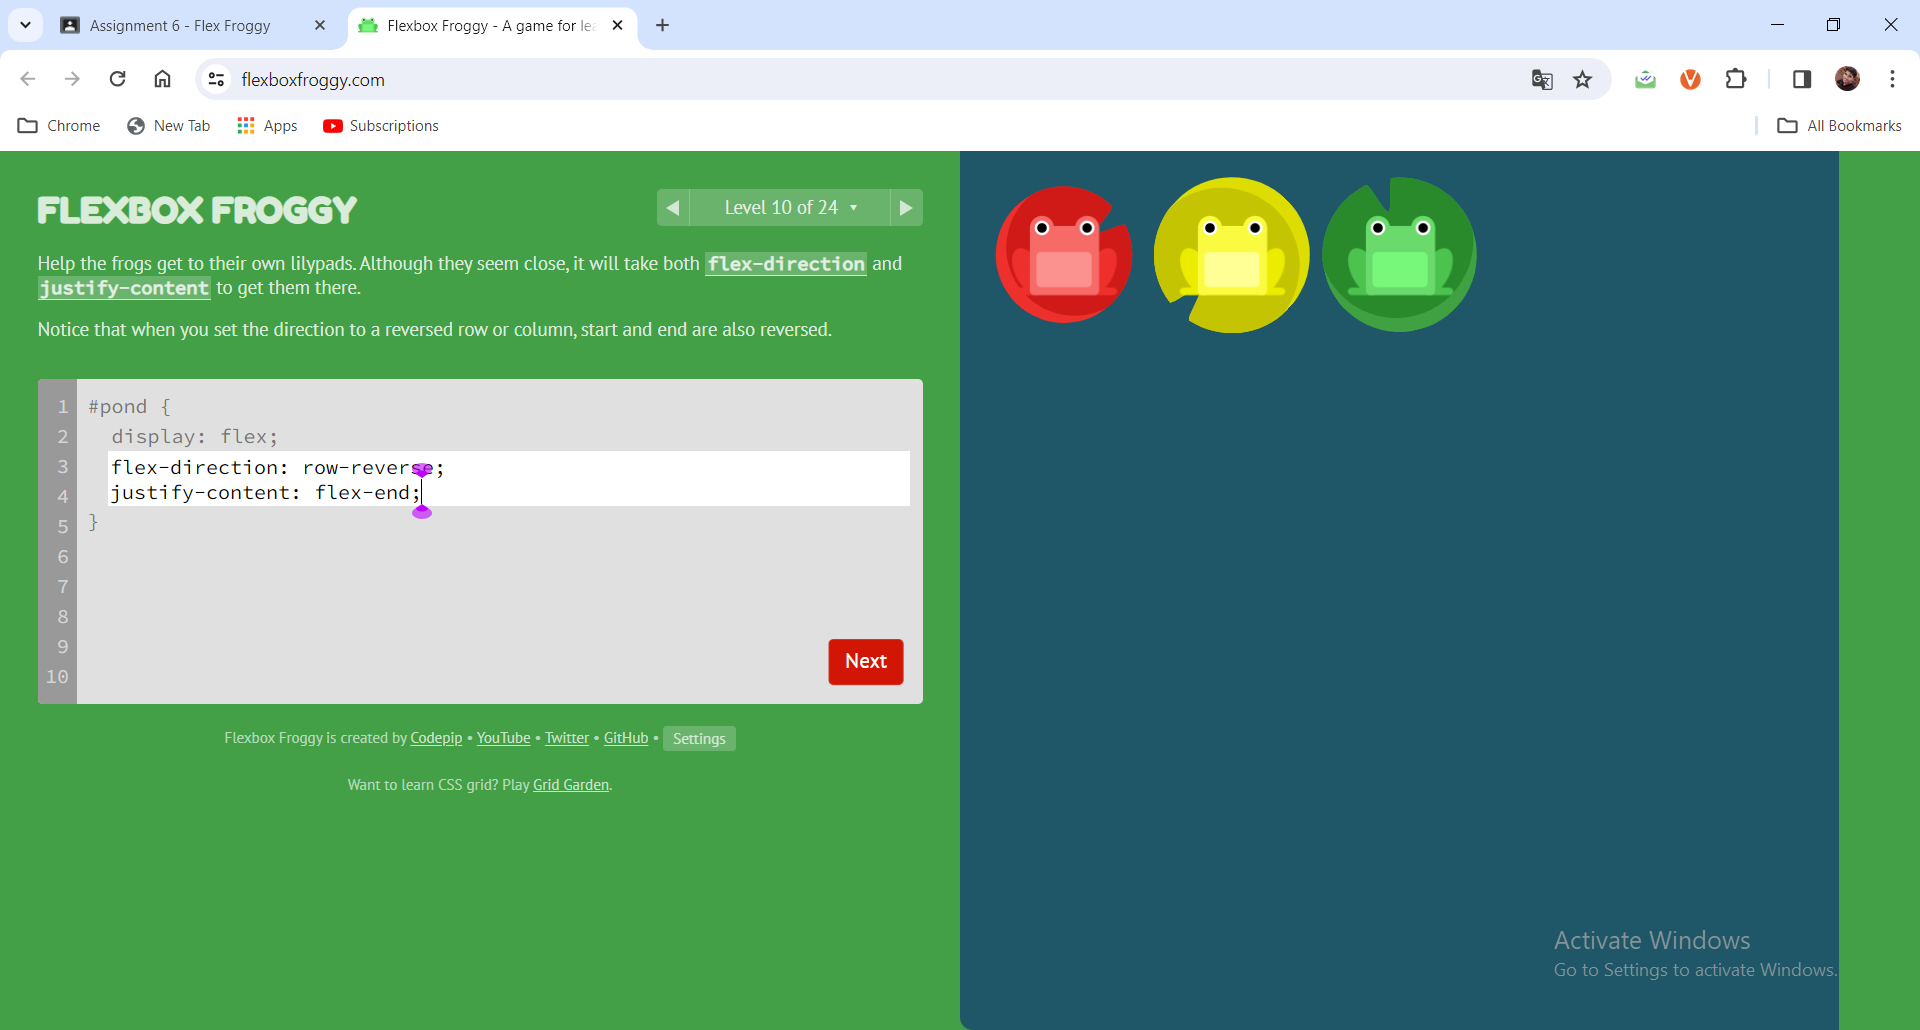 Assignment 6 - Flex Froggy
Flexbox Froggy - A game for le
flexboxfroggy.com
Chrome
New Tab
Apps
Subscriptions
All Bookmarks
FLEXBOX FROGGY
Level 10 of 24
Help the frogs get to their own lilypads. Although they seem close, it will take both flex-direction and
justify-content to get them there.
Notice that when you set the direction to a reversed row or column, start and end are also reversed.
1 #pond {
2 display: flex;
3 flex-direction: row-reverse;
4 justify-content: flex-end;
5 }
6
7
8
9
10
Next
Flexbox Froggy is created by Codepip • YouTube • Twitter • GitHub • Settings
Want to learn CSS grid? Play Grid Garden.
Activate Windows
Go to Settings to activate Windows.